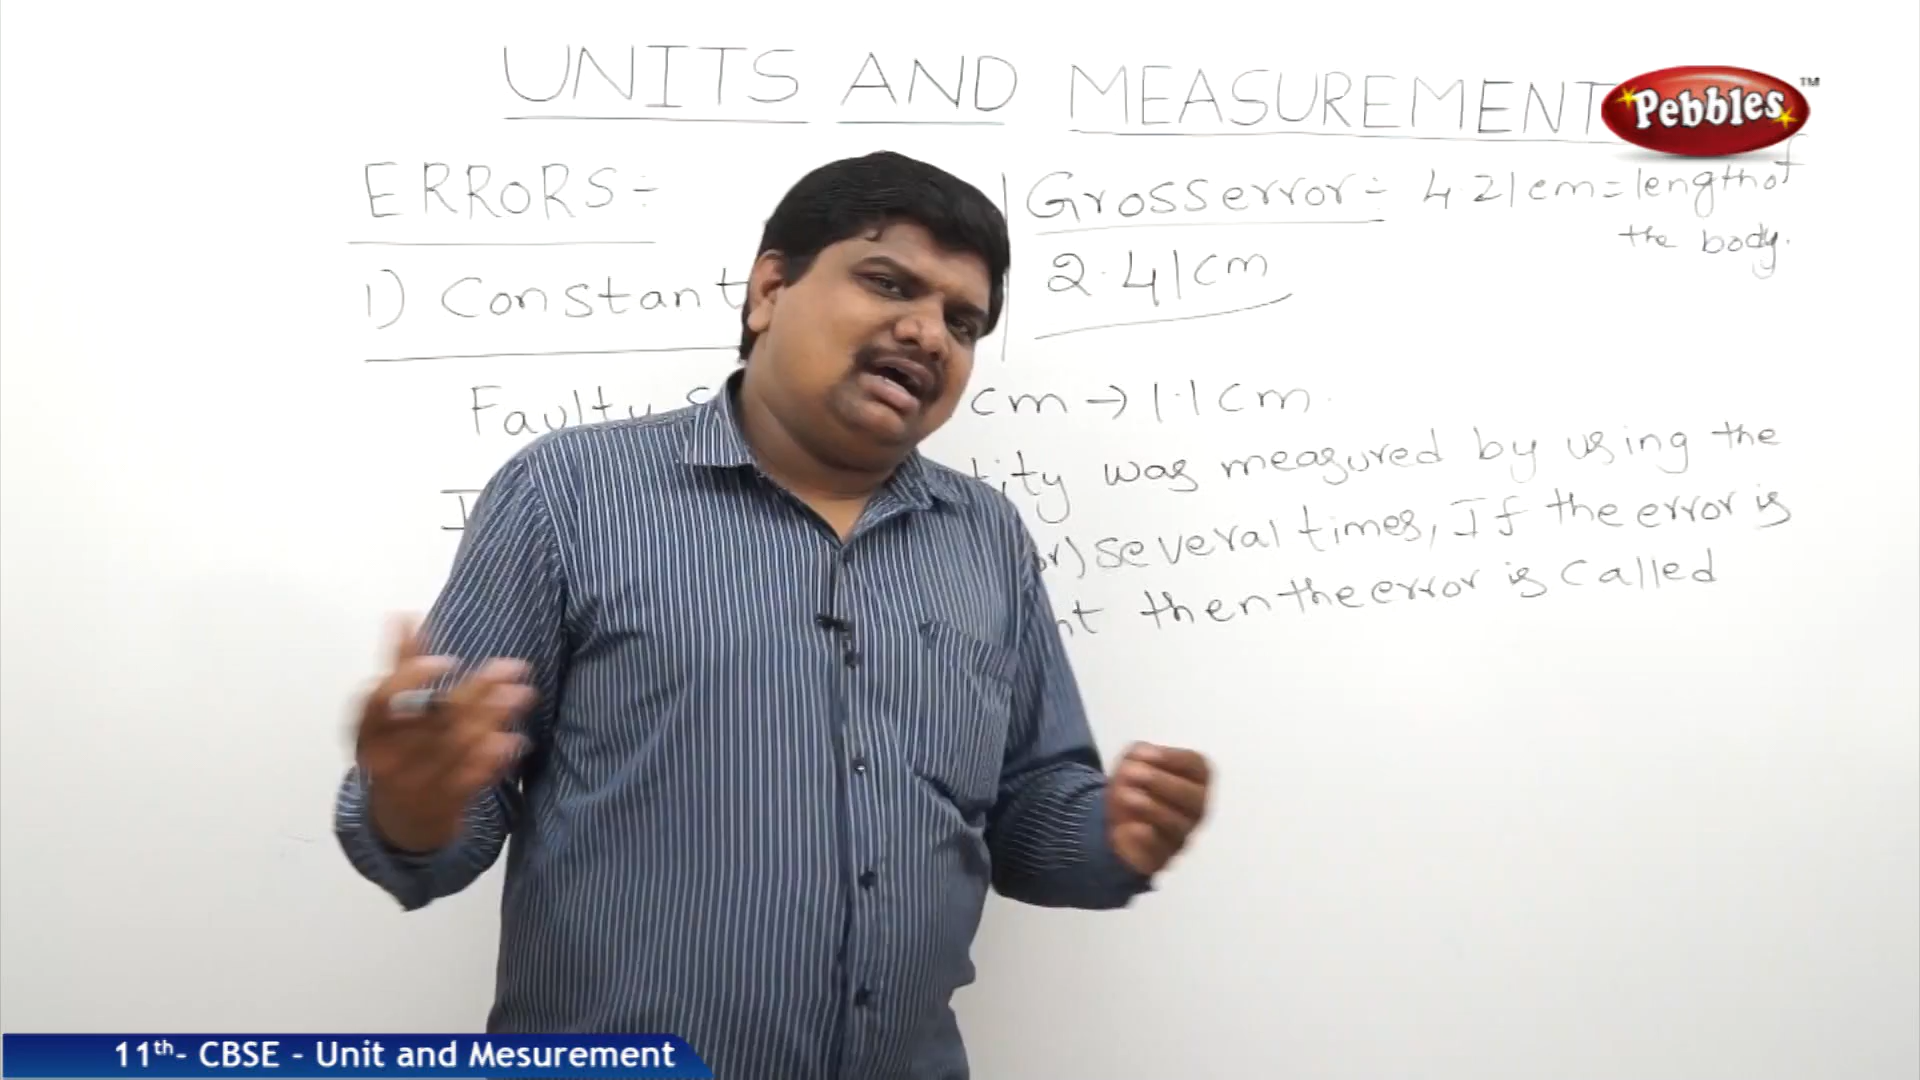 UNITS AND MEASUREMENT
Pebbles™
ERRORS:-
Gross error:- 4.21cm = length of
the body.
1) Constant
2.41cm
Faulty cm → 1.1cm.
was measured by using the
several times, If the error is
then the error is called
11th- CBSE - Unit and Mesurement